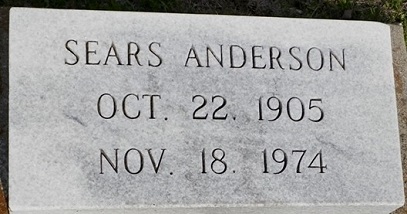 SEARS ANDERSON
OCT. 22. 1905
NOV. 18. 1974